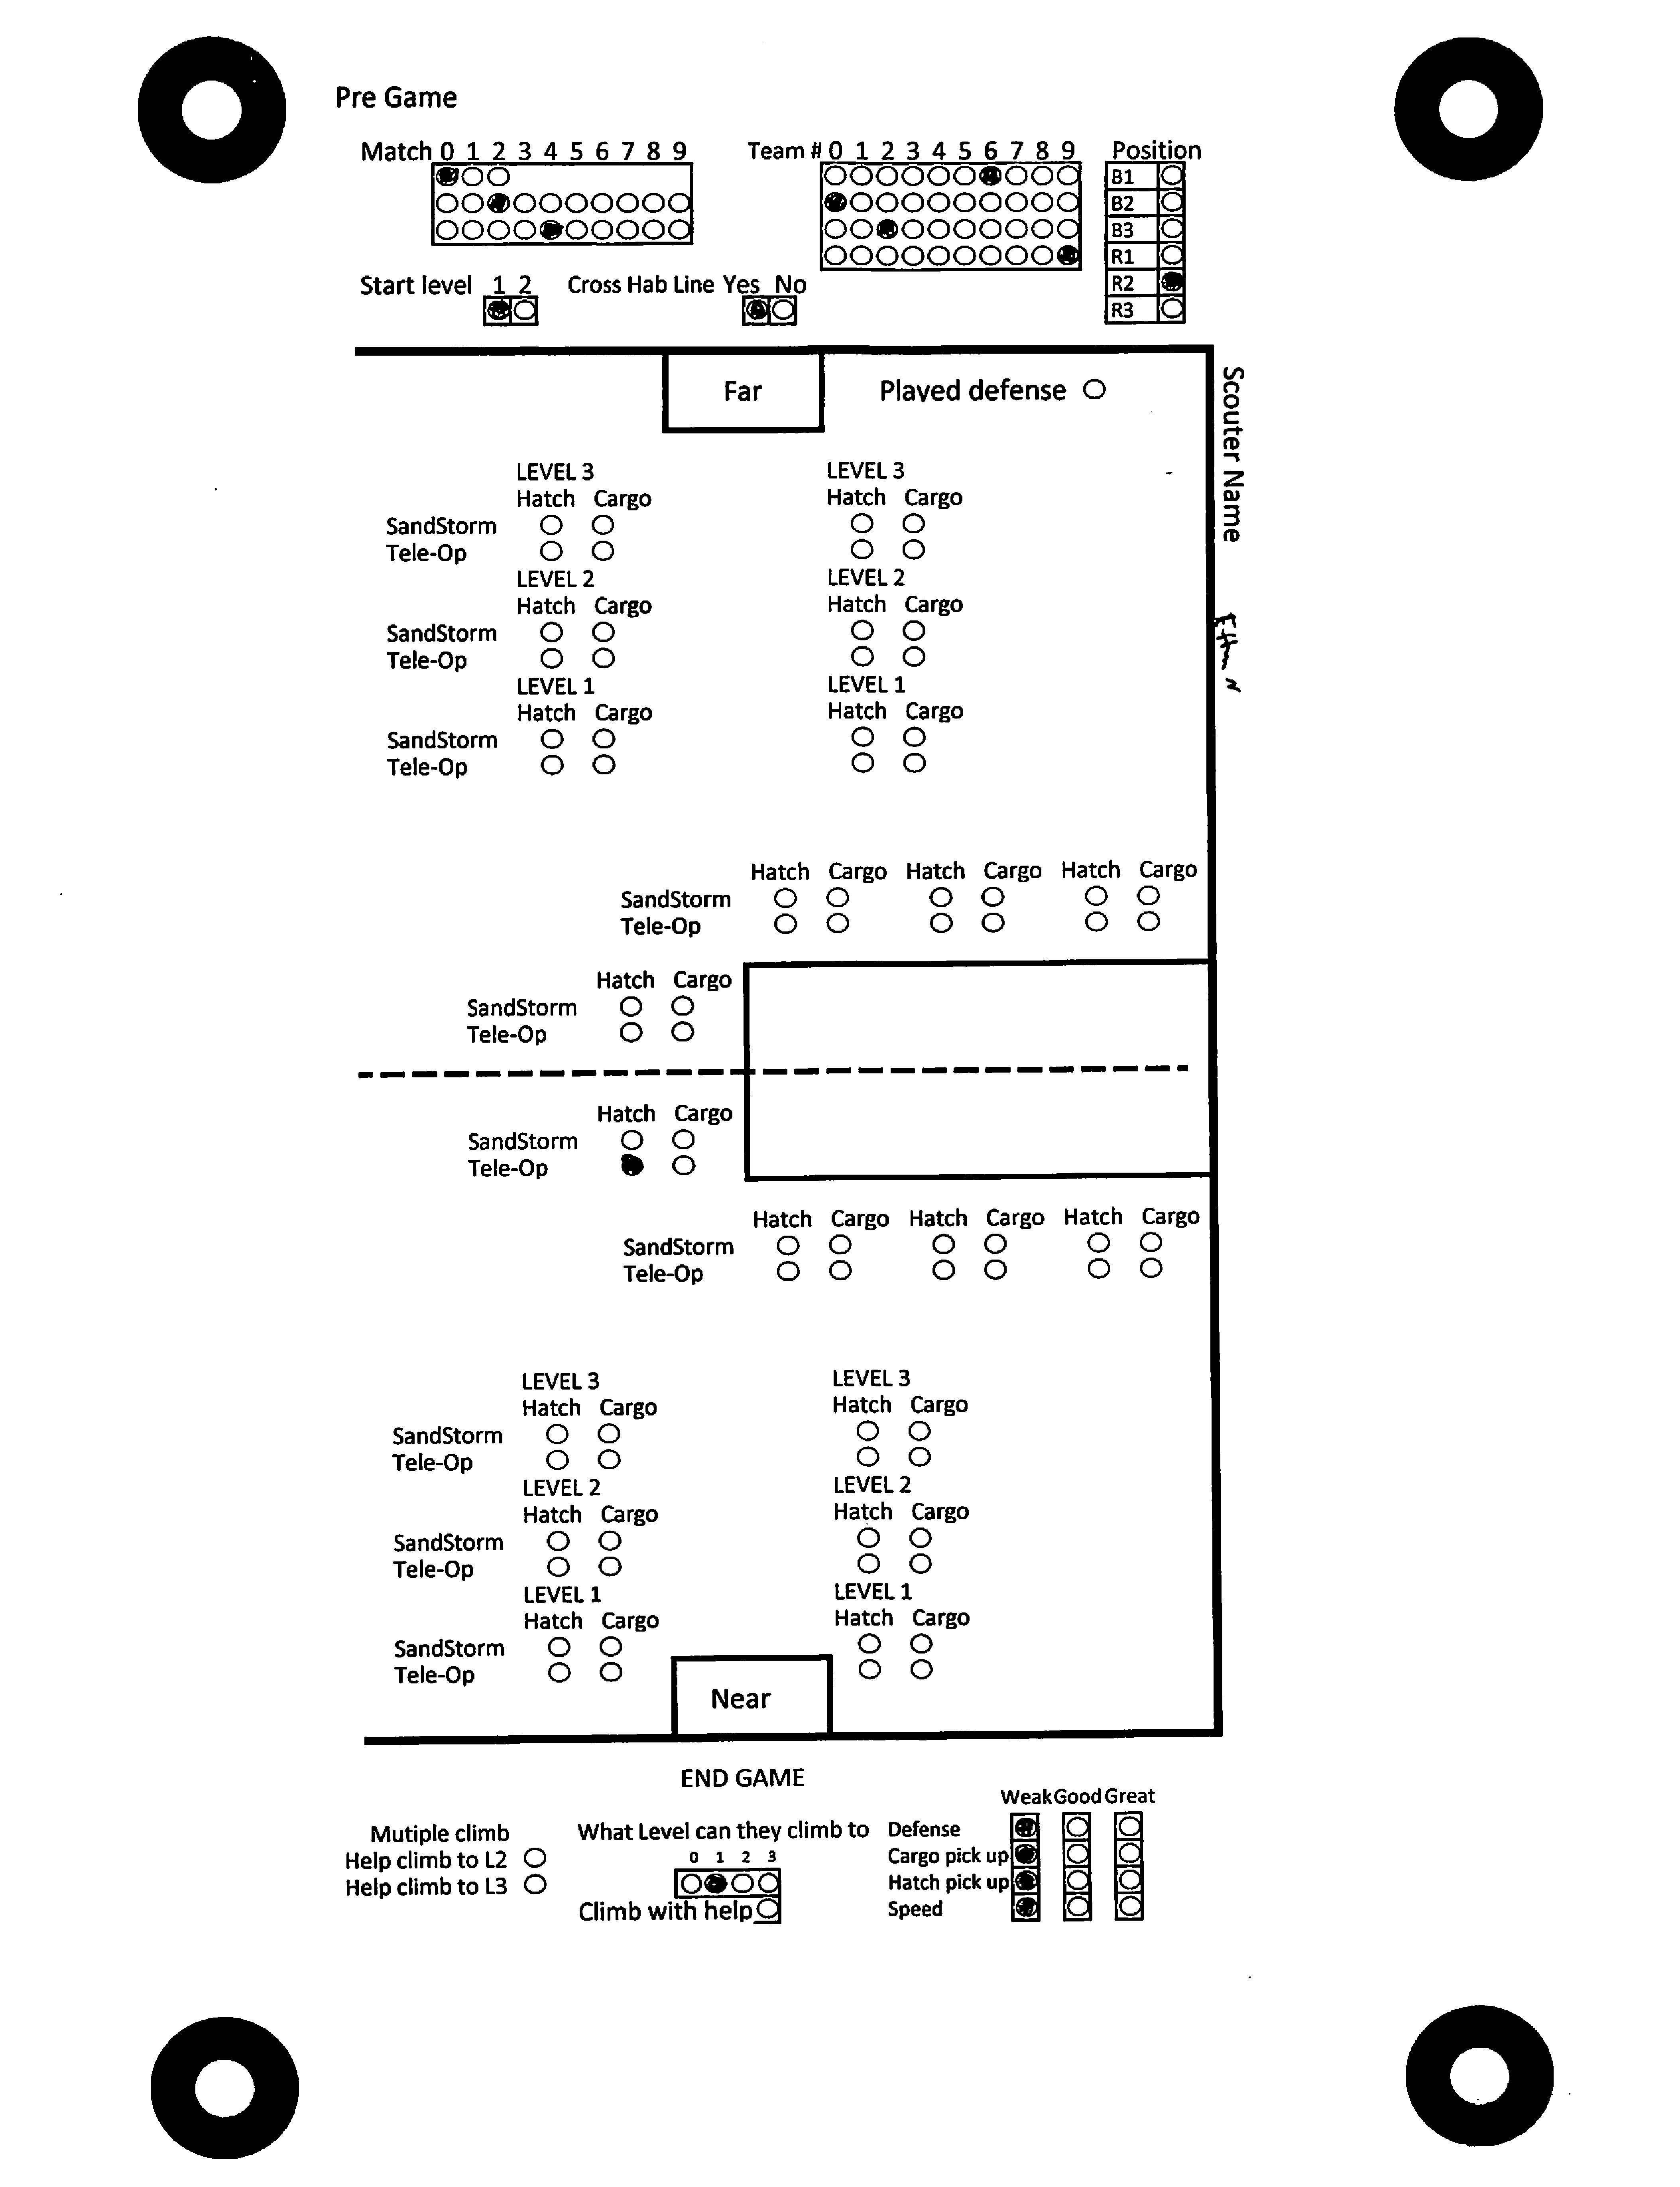 Pre Game
Match 0 1 2 3 4 5 6 7 8 9
Team # 0 1 2 3 4 5 6 7 8 9
Position
B1
B2
B3
R1
R2
R3
Start level 1 2
Cross Hab Line Yes No
Far
Played defense
Scouter Name
LEVEL 3 LEVEL 3
Hatch Cargo Hatch Cargo
SandStorm
Tele-Op
LEVEL 2 LEVEL 2
Hatch Cargo Hatch Cargo
SandStorm
Tele-Op
LEVEL 1 LEVEL 1
Hatch Cargo Hatch Cargo
SandStorm
Tele-Op
Hatch Cargo Hatch Cargo Hatch Cargo
SandStorm
Tele-Op
Hatch Cargo
SandStorm
Tele-Op
Hatch Cargo
SandStorm
Tele-Op
Hatch Cargo Hatch Cargo Hatch Cargo
SandStorm
Tele-Op
LEVEL 3 LEVEL 3
Hatch Cargo Hatch Cargo
SandStorm
Tele-Op
LEVEL 2 LEVEL 2
Hatch Cargo Hatch Cargo
SandStorm
Tele-Op
LEVEL 1 LEVEL 1
Hatch Cargo Hatch Cargo
SandStorm
Tele-Op
Near
END GAME
Mutiple climb
Help climb to L2
Help climb to L3
What Level can they climb to
0 1 2 3
Climb with help
Weak Good Great
Defense
Cargo pick up
Hatch pick up
Speed